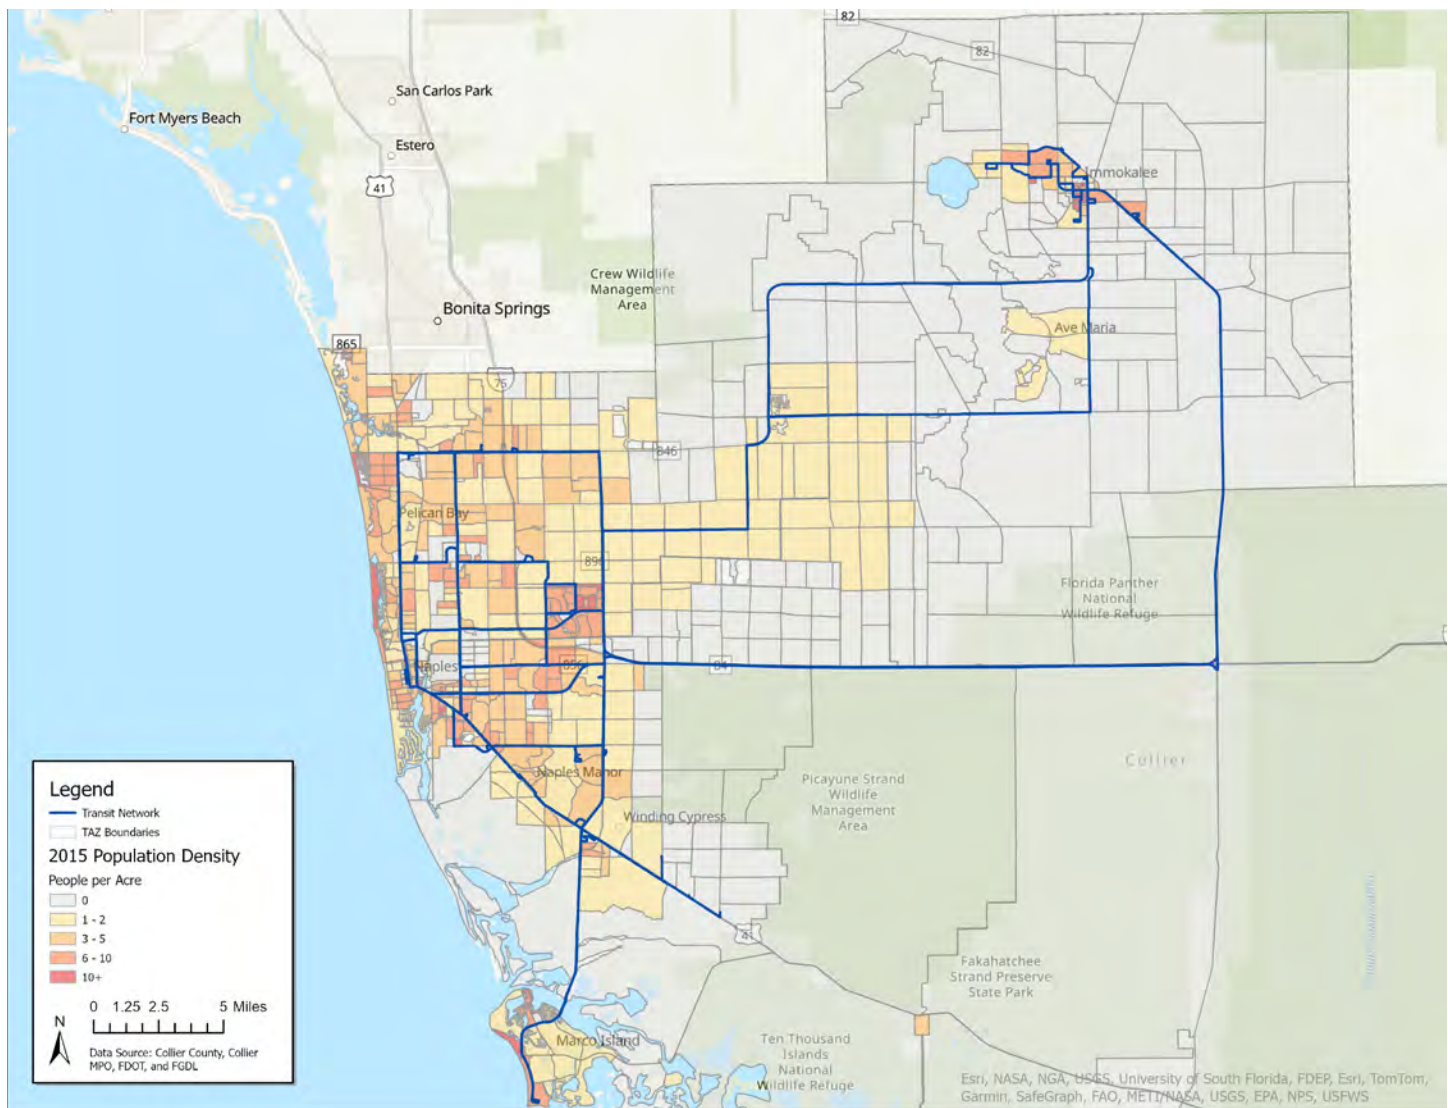 82
82
San Carlos Park
Fort Myers Beach
Estero
41
Immokalee
Crew Wildlife
Management
Area
Bonita Springs
Ave Maria
865
75
846
Pelican Bay
Florida Panther
National
Wildlife Refuge
Naples
856
84
Collier
Naples Manor
Picayune Strand
Wildlife
Management
Area
Winding Cypress
41
Fakahatchee
Strand Preserve
State Park
Marco Island
Ten Thousand
Islands
National
Wildlife Refuge
Legend
Transit Network
TAZ Boundaries
2015 Population Density
People per Acre
0
1 - 2
3 - 5
6 - 10
10+
0 1.25 2.5 5 Miles
N
Data Source: Collier County, Collier
MPO, FDOT, and FGDL
Esri, NASA, NGA, USGS, University of South Florida, FDEP, Esri, TomTom,
Garmin, SafeGraph, FAO, METI/NASA, USGS, EPA, NPS, USFWS